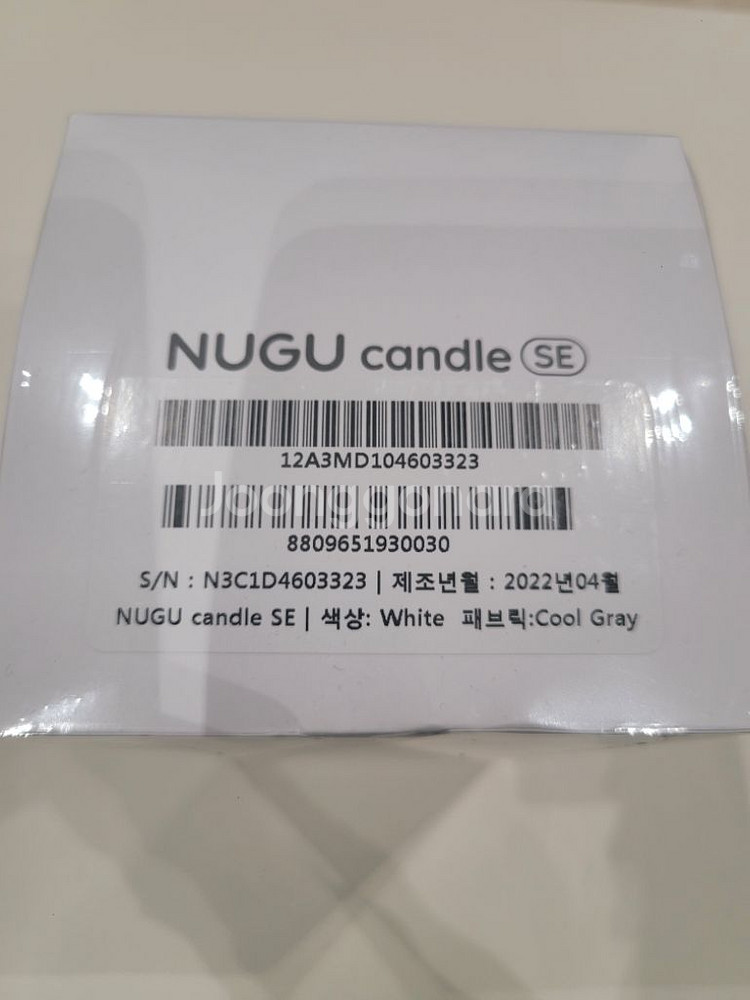 NUGU candle SE
12A3MD104603323
Joonggonara
8809651930030
S/N : N3C1D4603323 | 제조년월 : 2022년04월
NUGU candle SE | 색상: White 패브릭:Cool Gray